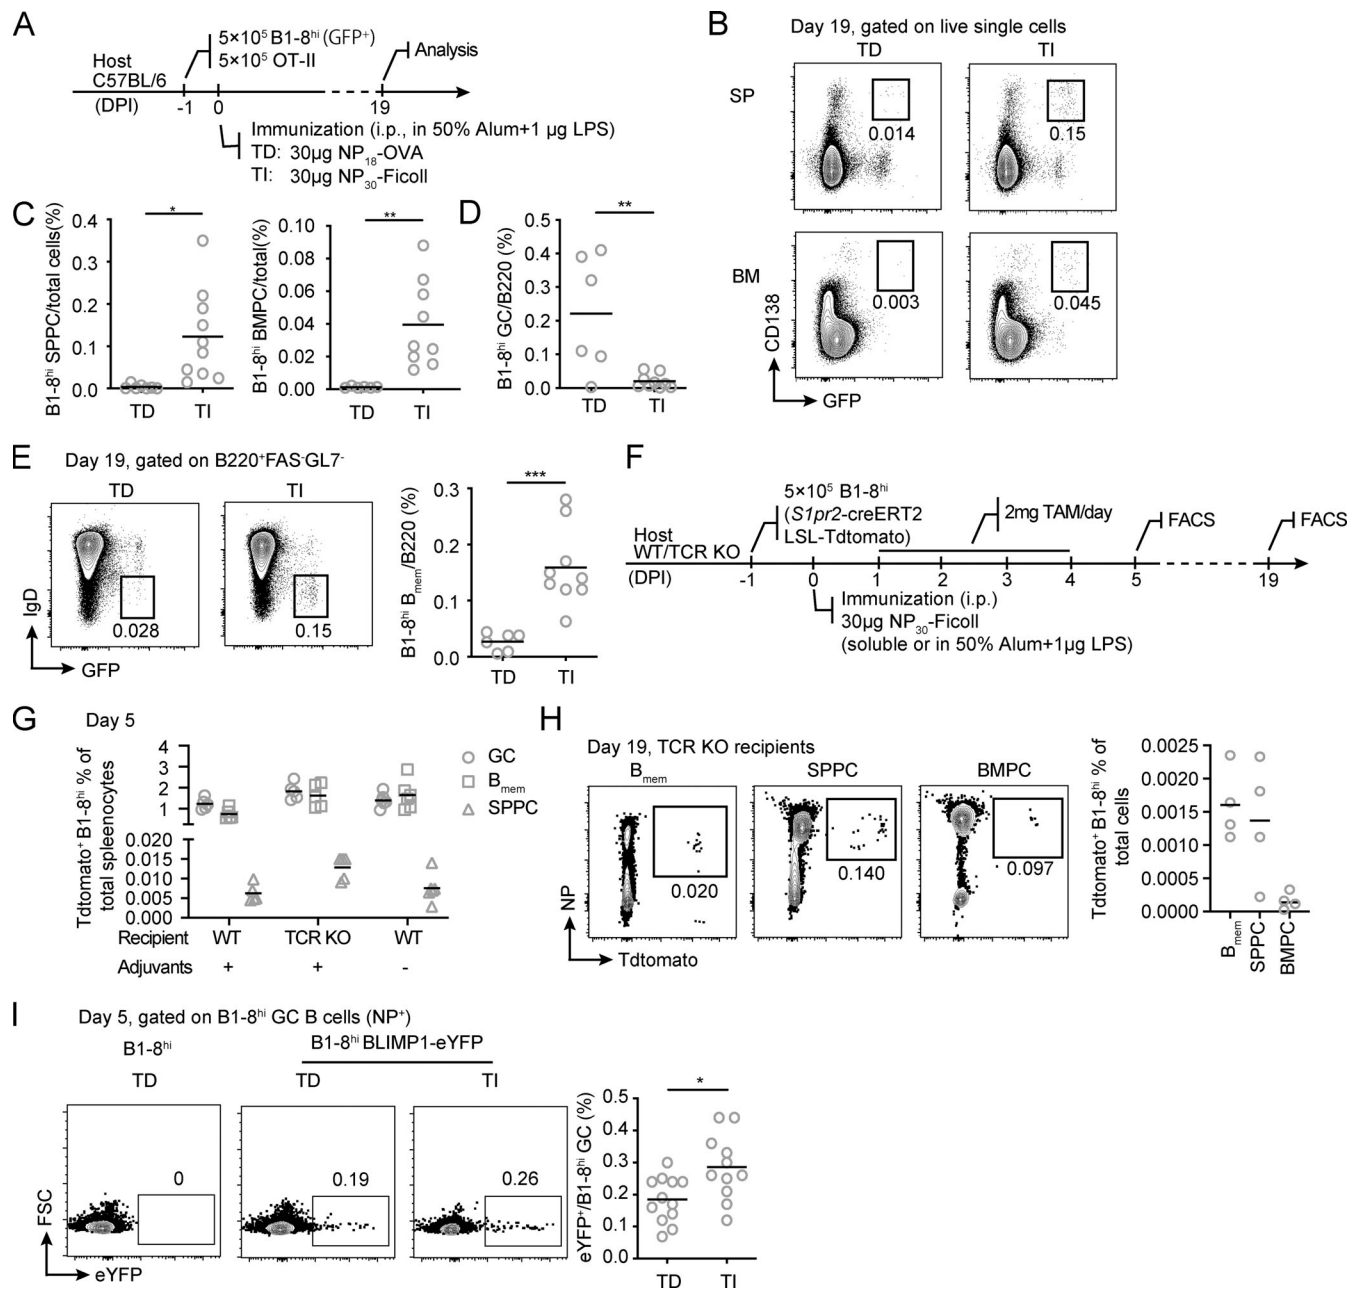 A
Host
C57BL/6
(DPI)
5×10⁵ B1-8ʰⁱ (GFP⁺)
5×10⁵ OT-II
Analysis
-1 0 19
Immunization (i.p., in 50% Alum+1 µg LPS)
TD: 30µg NP₁₈-OVA
TI: 30µg NP₃₀-Ficoll
B
Day 19, gated on live single cells
TD TI
SP
0.014 0.15
BM
0.003 0.045
CD138
GFP
C
B1-8ʰⁱ SPPC/total cells(%)
0.4
0.3
0.2
0.1
0.0
*
TD TI
B1-8ʰⁱ BMPC/total(%)
0.10
0.08
0.06
0.04
0.02
0.00
**
TD TI
D
B1-8ʰⁱ GC/B220 (%)
0.5
0.4
0.3
0.2
0.1
0.0
**
TD TI
E
Day 19, gated on B220⁺FAS⁻GL7⁻
TD TI
0.028 0.15
IgD
GFP
B1-8ʰⁱ Bₘₑₘ/B220 (%)
0.3
0.2
0.1
0.0
***
TD TI
F
Host
WT/TCR KO
(DPI)
5×10⁵ B1-8ʰⁱ
(S1pr2-creERT2
LSL-Tdtomato)
2mg TAM/day
FACS
FACS
-1 0 1 2 3 4 5 19
Immunization (i.p.)
30µg NP₃₀-Ficoll
(soluble or in 50% Alum+1µg LPS)
G
Day 5
Tdtomato⁺ B1-8ʰⁱ % of
total spleenocytes
4
3
2
1
0.020
0.015
0.010
0.005
0.000
GC
Bₘₑₘ
SPPC
Recipient WT TCR KO WT
Adjuvants + + -
H
Day 19, TCR KO recipients
Bₘₑₘ SPPC BMPC
0.020 0.140 0.097
NP
Tdtomato
Tdtomato⁺ B1-8ʰⁱ % of
total cells
0.0025
0.0020
0.0015
0.0010
0.0005
0.0000
Bₘₑₘ
SPPC
BMPC
I
Day 5, gated on B1-8ʰⁱ GC B cells (NP⁺)
B1-8ʰⁱ
B1-8ʰⁱ BLIMP1-eYFP
TD TD TI
0 0.19 0.26
FSC
eYFP
eYFP⁺/B1-8ʰⁱ GC (%)
0.5
0.4
0.3
0.2
0.1
0.0
*
TD TI